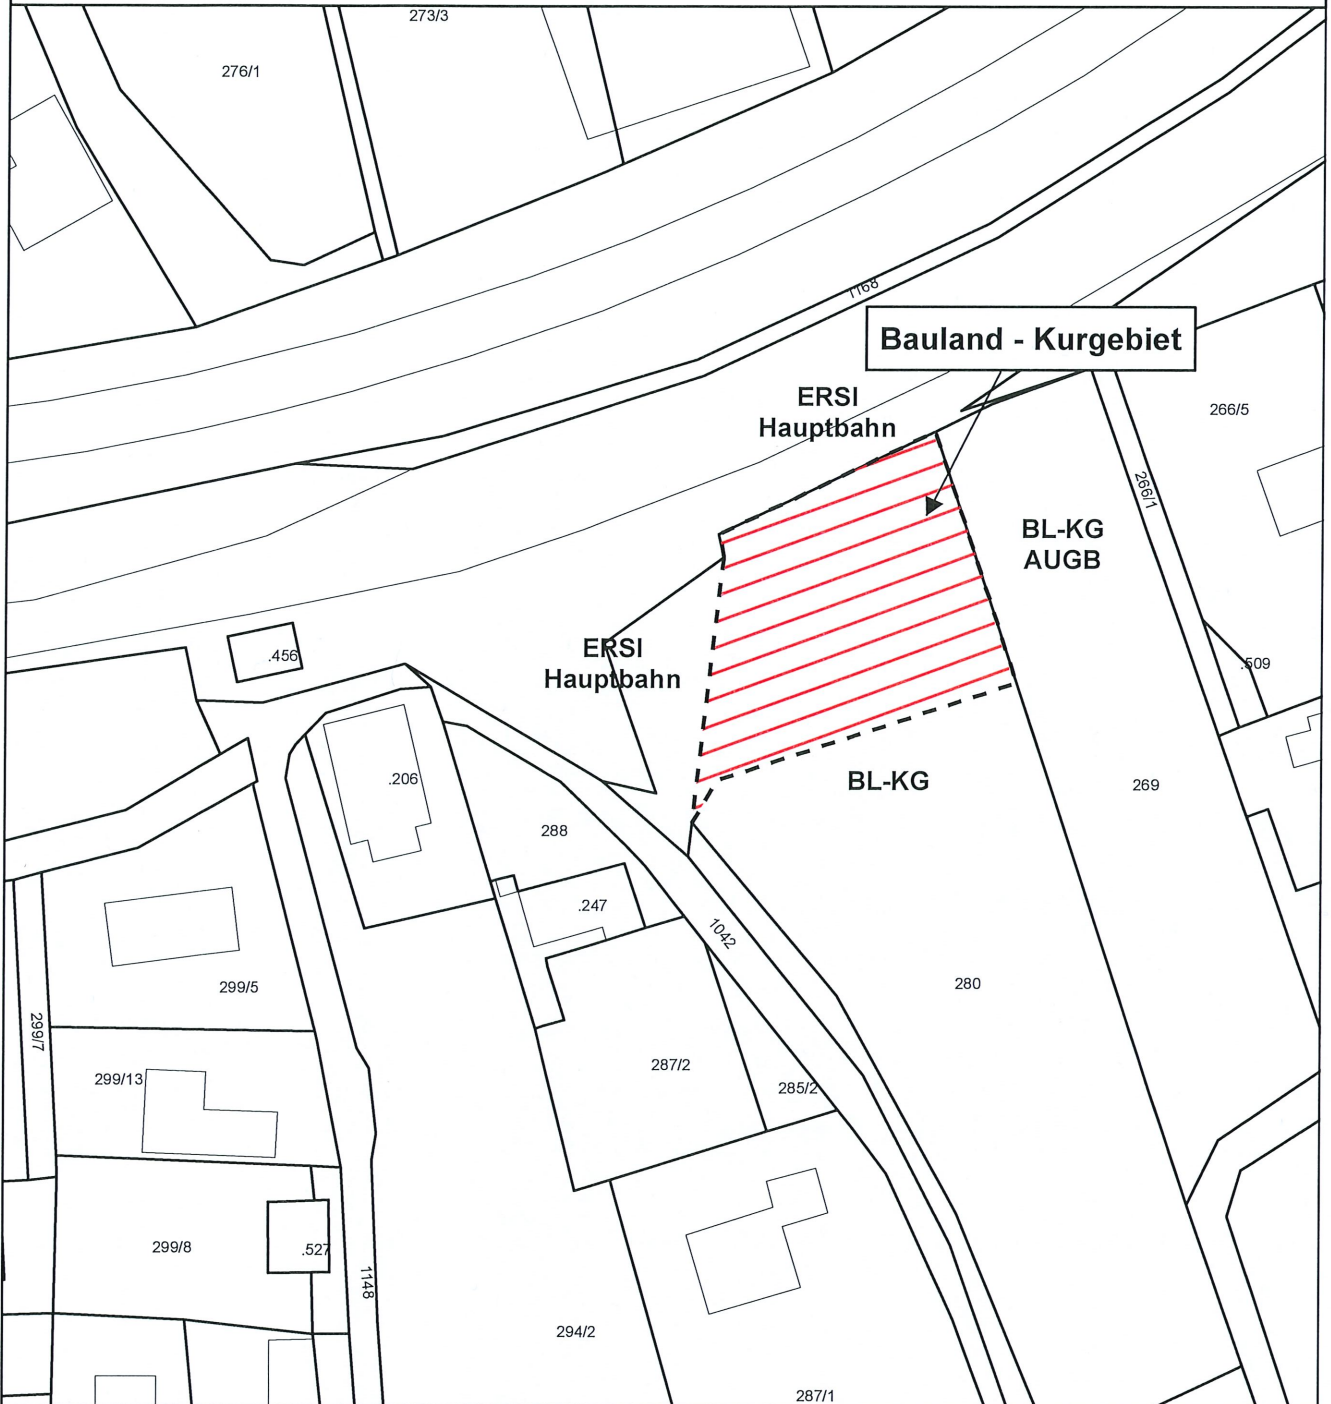 273/3
276/1
1168
Bauland - Kurgebiet
ERSI
Hauptbahn
266/5
266/1
BL-KG
AUGB
ERSI
Hauptbahn
.456
.509
.206
BL-KG
269
288
.247
1042
280
299/5
299/7
287/2
299/13
285/2
299/8
.527
1148
294/2
287/1